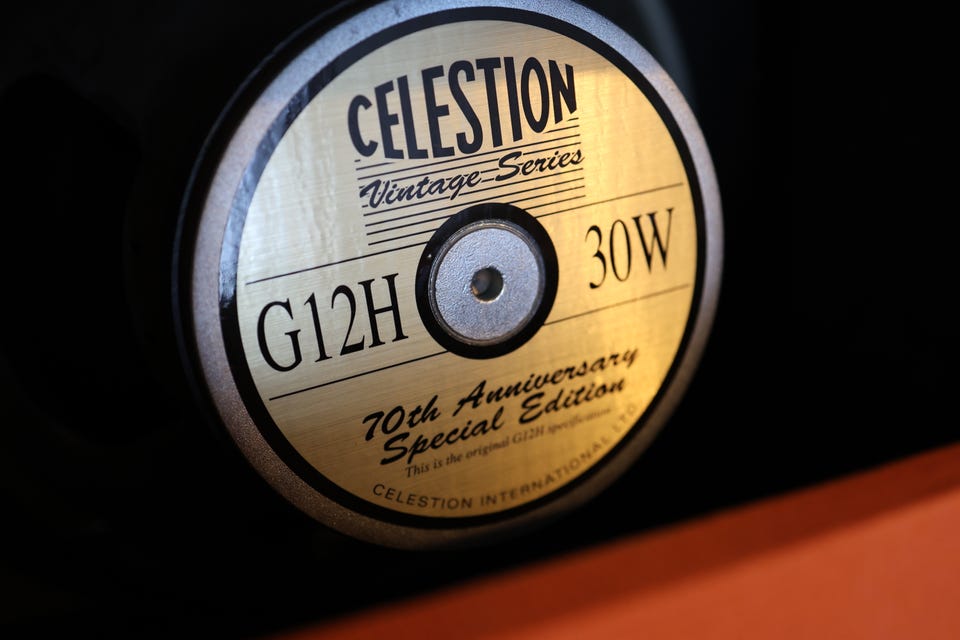 CELESTION
Vintage Series
G12H
30W
70th Anniversary
Special Edition
This is the original G12H specification
CELESTION INTERNATIONAL LTD